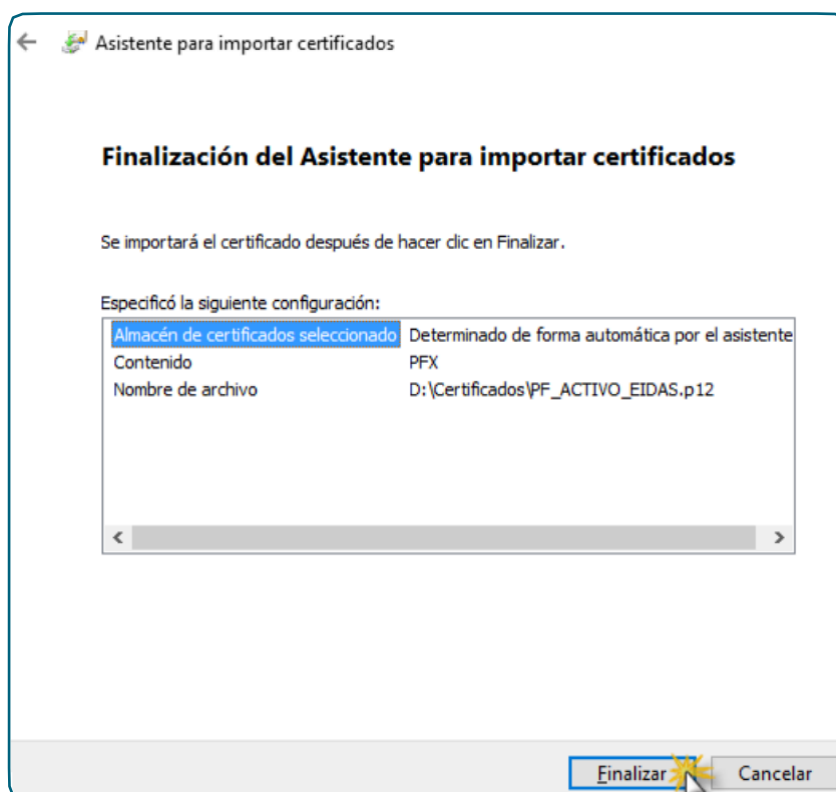 Asistente para importar certificados
Finalización del Asistente para importar certificados
Se importará el certificado después de hacer clic en Finalizar.
Especificó la siguiente configuración:
Almacén de certificados seleccionado Determinado de forma automática por el asistente
Contenido PFX
Nombre de archivo D:\Certificados\PF_ACTIVO_EIDAS.p12
Finalizar Cancelar